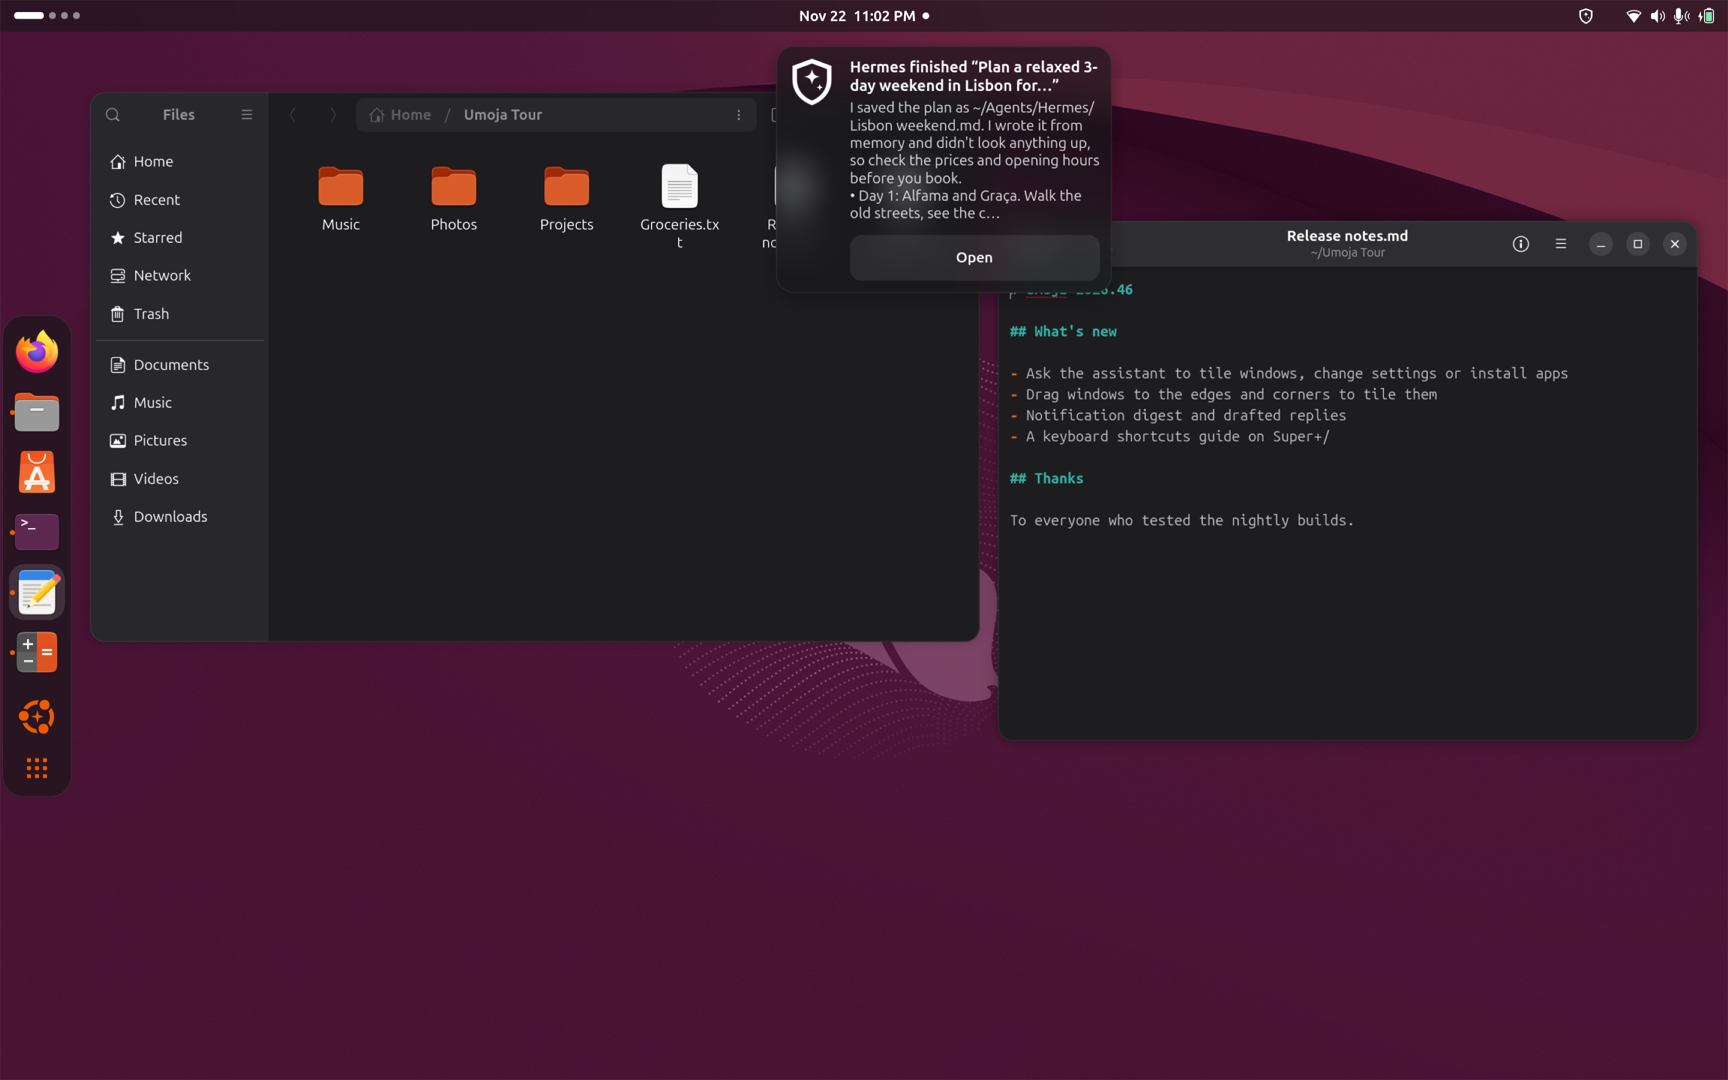 Nov 22 11:02 PM
Files
Home / Umoja Tour
Home
Recent
Starred
Network
Trash
Documents
Music
Pictures
Videos
Downloads
Music
Photos
Projects
Groceries.tx
t
Hermes finished “Plan a relaxed 3-
day weekend in Lisbon for…”
I saved the plan as ~/Agents/Hermes/
Lisbon weekend.md. I wrote it from
memory and didn't look anything up,
so check the prices and opening hours
before you book.
• Day 1: Alfama and Graça. Walk the
old streets, see the c…
Open
Release notes.md
~/Umoja Tour
## What's new
- Ask the assistant to tile windows, change settings or install apps
- Drag windows to the edges and corners to tile them
- Notification digest and drafted replies
- A keyboard shortcuts guide on Super+/
## Thanks
To everyone who tested the nightly builds.